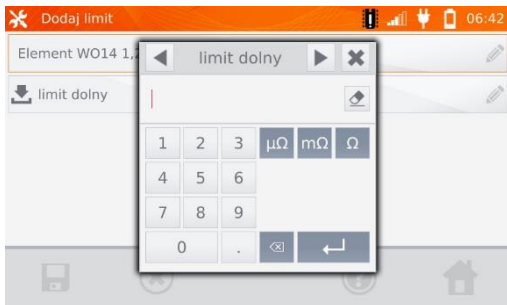 Dodaj limit
06:42
Element WO14 1,2
limit dolny
limit dolny
1 2 3 µΩ mΩ Ω
4 5 6
7 8 9
0 .